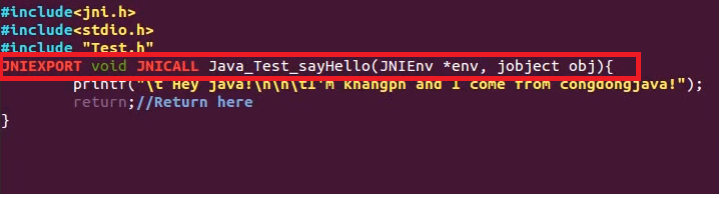 #include<jni.h>
#include<stdio.h>
#include "Test.h"
JNIEXPORT void JNICALL Java_Test_sayHello(JNIEnv *env, jobject obj){
printf("\t Hey java!\n\n\tI'm khangpn and I come from congdongjava!");
return;//Return here
}